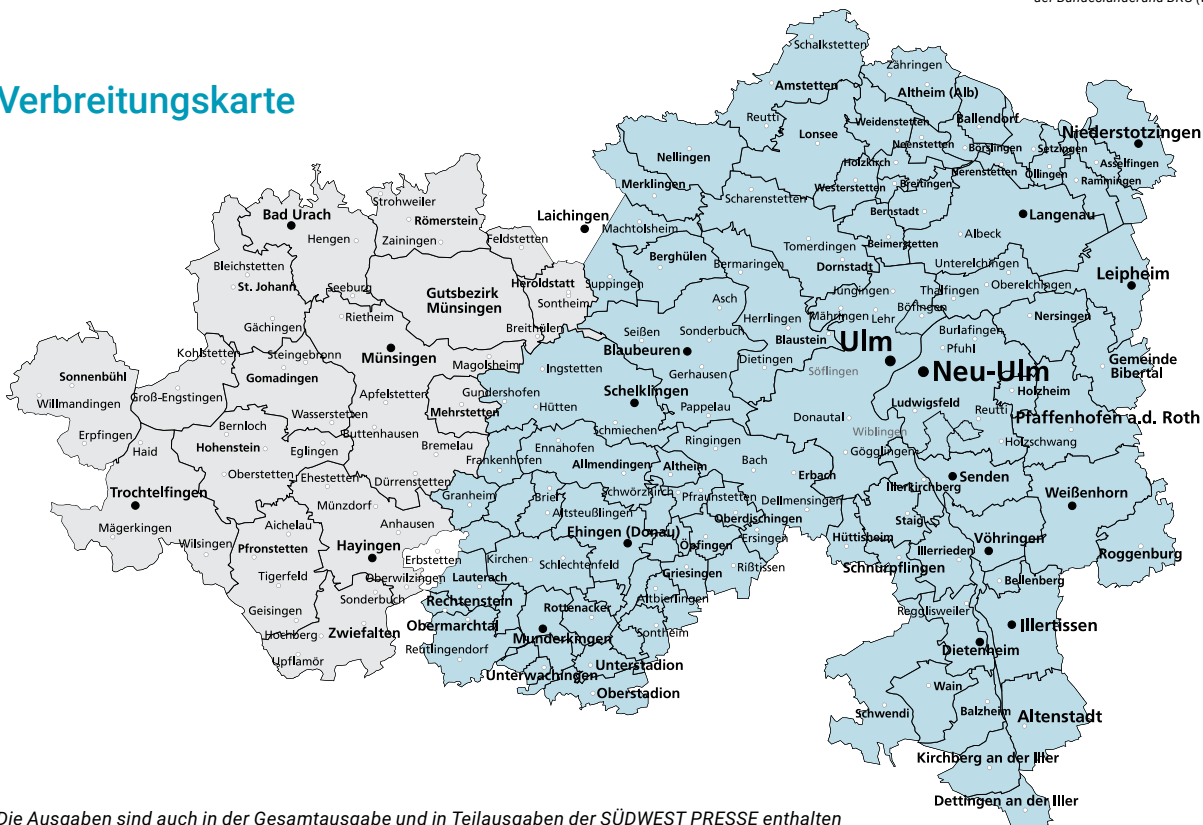 Verbreitungskarte
Schalkstetten
Zähringen
Amstetten
Altheim (Alb)
Reutti
Lonsee
Weidenstetten
Ballendorf
Niederstotzingen
Neenstetten
Börslingen
Setzingen
Nellingen
Holzkirch
Asselfingen
Nerenstetten
Öllingen
Rammingen
Merklingen
Westerstetten
Breitingen
Scharenstetten
Strohweiler
Bad Urach
Römerstein
Laichingen
Bernstadt
Langenau
Machtolsheim
Hengen
Zainingen
Feldstetten
Albeck
Tomerdingen
Beimerstetten
Berghülen
Bermaringen
Dornstadt
Unterelchingen
Leipheim
Bleichstetten
St. Johann
Seeburg
Gutsbezirk
Münsingen
Heroldstatt
Suppingen
Sontheim
Jungingen
Thalfingen
Oberelchingen
Asch
Böfingen
Rietheim
Gächingen
Breithülen
Seißen
Sonderbuch
Herrlingen
Mähringen
Lehr
Nersingen
Blaustein
Burlafingen
Pfuhl
Kohlstetten
Steingebronn
Münsingen
Magolsheim
Blaubeuren
Dietingen
Ulm
Gemeinde
Bibertal
Sonnenbühl
Gomadingen
Ingstetten
Gerhausen
Söflingen
Neu-Ulm
Willmandingen
Groß-Engstingen
Apfelstetten
Gundershofen
Schelklingen
Holzheim
Mehrstetten
Hütten
Pappelau
Ludwigsfeld
Wasserstetten
Donautal
Reutti
Pfaffenhofen a.d. Roth
Erpfingen
Bernloch
Buttenhausen
Schmiechen
Wiblingen
Haid
Hohenstein
Eglingen
Bremelau
Ennahofen
Ringingen
Holzschwang
Gögglingen
Frankenhofen
Allmendingen
Altheim
Bach
Oberstetten
Ehestetten
Dürrenstetten
Erbach
Senden
Trochtelfingen
Granheim
Briel
Schwörzkirch
Pfraunstetten
Dellmensingen
Illerkirchberg
Weißenhorn
Münzdorf
Altsteußlingen
Oberdischingen
Staig
Mägerkingen
Aichelau
Anhausen
Ehingen (Donau)
Ersingen
Hüttisheim
Vöhringen
Wilsingen
Pfronstetten
Hayingen
Öpfingen
Illerrieden
Roggenburg
Erbstetten
Kirchen
Schlechtenfeld
Rißtissen
Schnürpflingen
Tigerfeld
Oberwilzingen
Lauterach
Griesingen
Bellenberg
Sonderbuch
Rechtenstein
Rottenacker
Altbierlingen
Geisingen
Regglisweiler
Hochberg
Zwiefalten
Obermarchtal
Munderkingen
Sontheim
Illertissen
Reutlingendorf
Dietenheim
Upflamör
Unterstadion
Unterwachingen
Oberstadion
Wain
Schwendi
Balzheim
Altenstadt
Kirchberg an der Iller
Dettingen an der Iller
Die Ausgaben sind auch in der Gesamtausgabe und in Teilausgaben der SÜDWEST PRESSE enthalten